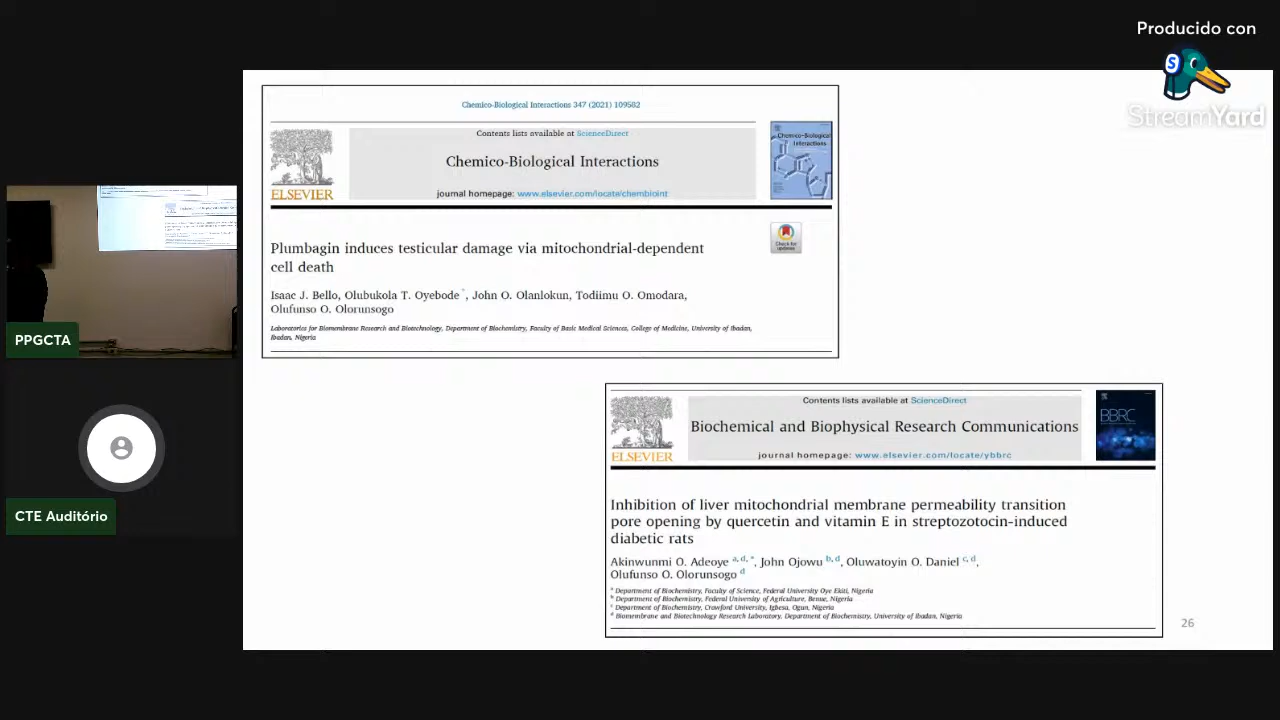 Producido con
StreamYard
Chemico-Biological Interactions 347 (2021) 109582
Contents lists available at ScienceDirect
Chemico-Biological Interactions
journal homepage: www.elsevier.com/locate/chembioint
ELSEVIER
Chemico-Biological
Interactions
Check for
updates
Plumbagin induces testicular damage via mitochondrial-dependent
cell death
Isaac J. Bello, Olubukola T. Oyebode *, John O. Olanlokun, Todiimu O. Omodara,
Olufunso O. Olorunsogo
Laboratories for Biomembrane Research and Biotechnology, Department of Biochemistry, Faculty of Basic Medical Sciences, College of Medicine, University of Ibadan,
Ibadan, Nigeria
PPGCTA
CTE Auditório
Contents lists available at ScienceDirect
Biochemical and Biophysical Research Communications
journal homepage: www.elsevier.com/locate/ybbrc
ELSEVIER
BBRC
Inhibition of liver mitochondrial membrane permeability transition
pore opening by quercetin and vitamin E in streptozotocin-induced
diabetic rats
Akinwunmi O. Adeoye a, d, *, John Ojowu b, d, Oluwatoyin O. Daniel c, d,
Olufunso O. Olorunsogo d
a Department of Biochemistry, Faculty of Science, Federal University Oye Ekiti, Nigeria
b Department of Biochemistry, Federal University of Agriculture, Benue, Nigeria
c Department of Biochemistry, Crawford University, Igbesa, Ogun, Nigeria
d Biomembrane and Biotechnology Research Laboratory, Department of Biochemistry, University of Ibadan, Nigeria
26